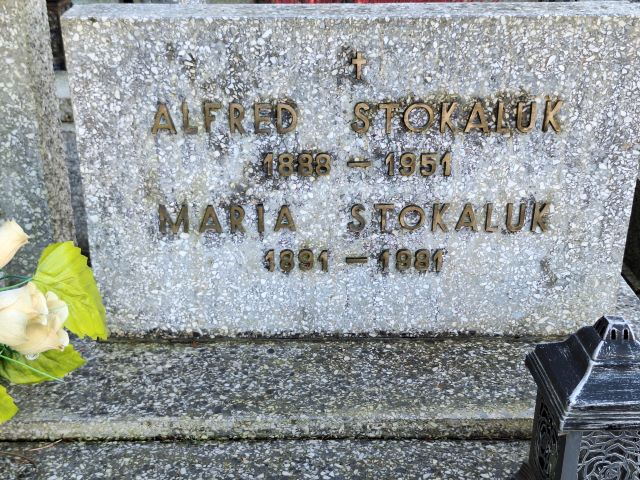 ALFRED STOKALUK
1888 - 1951
MARIA STOKALUK
1891 - 1981